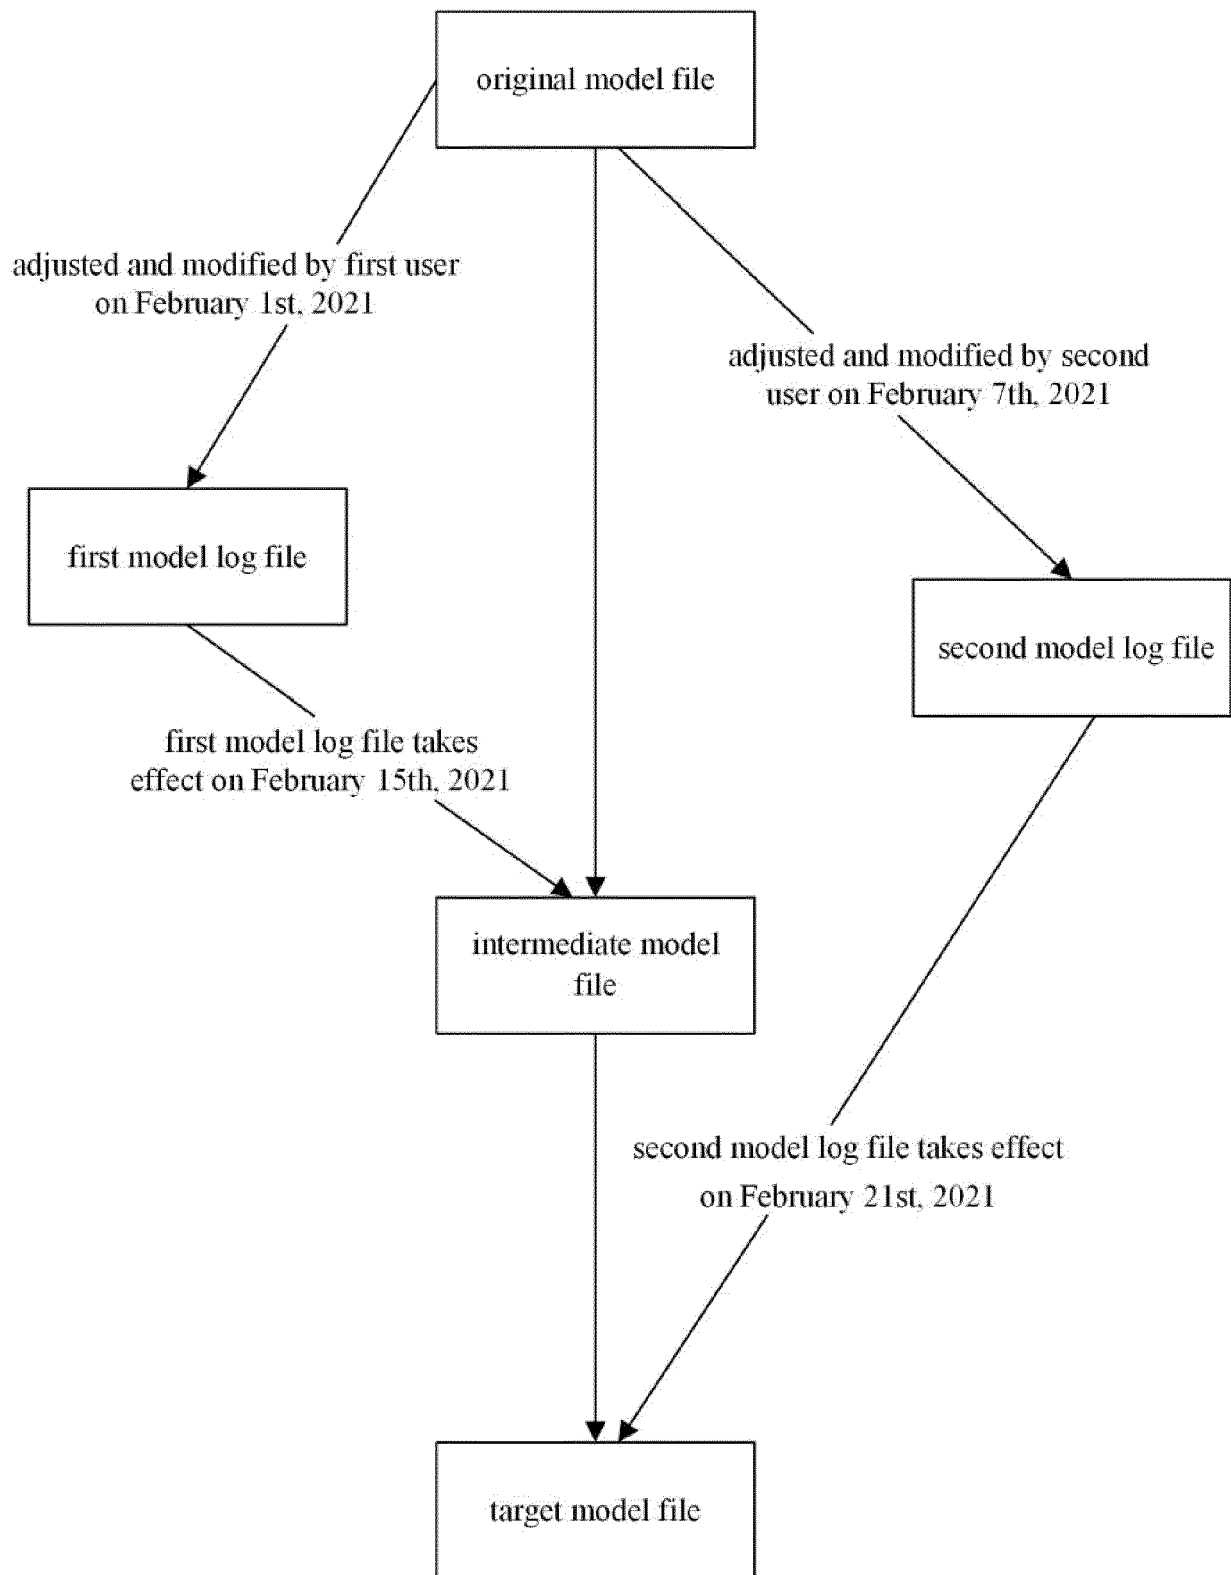 original model file
adjusted and modified by first user
on February 1st, 2021
adjusted and modified by second
user on February 7th, 2021
first model log file
second model log file
first model log file takes
effect on February 15th, 2021
intermediate model
file
second model log file takes effect
on February 21st, 2021
target model file